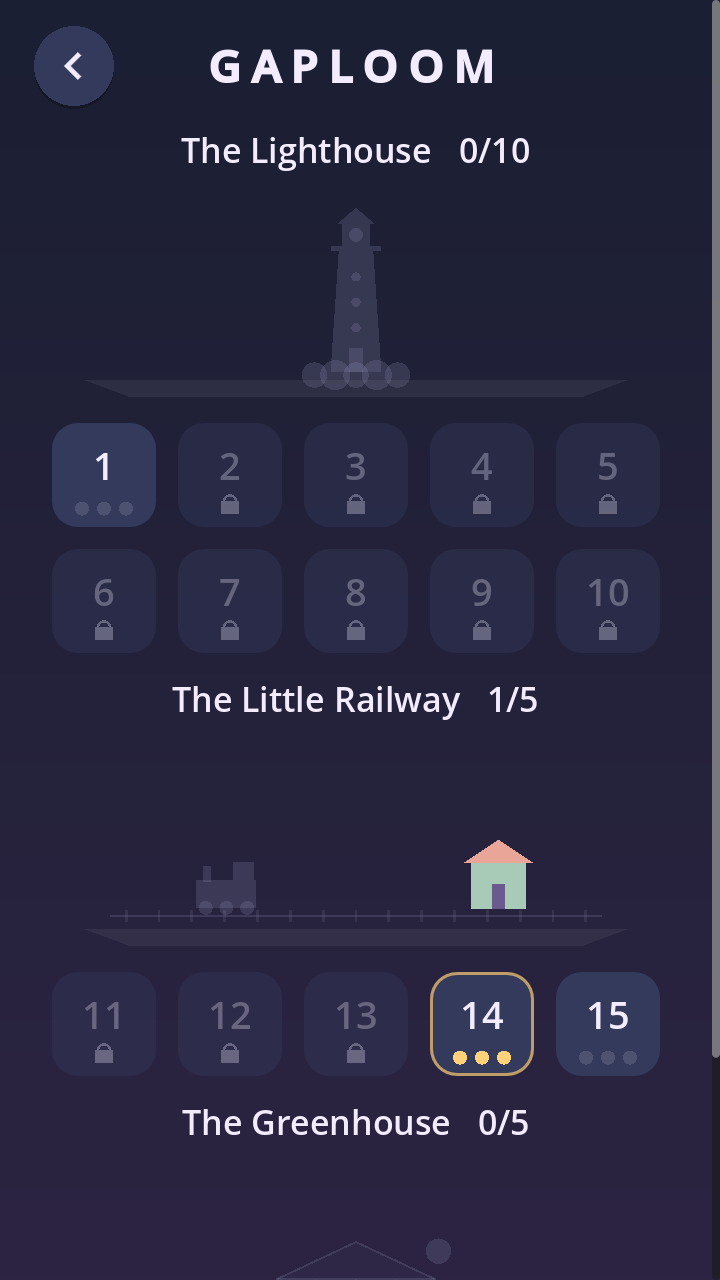 GAPLOOM
The Lighthouse 0/10
1 2 3 4 5
6 7 8 9 10
The Little Railway 1/5
11 12 13 14 15
The Greenhouse 0/5